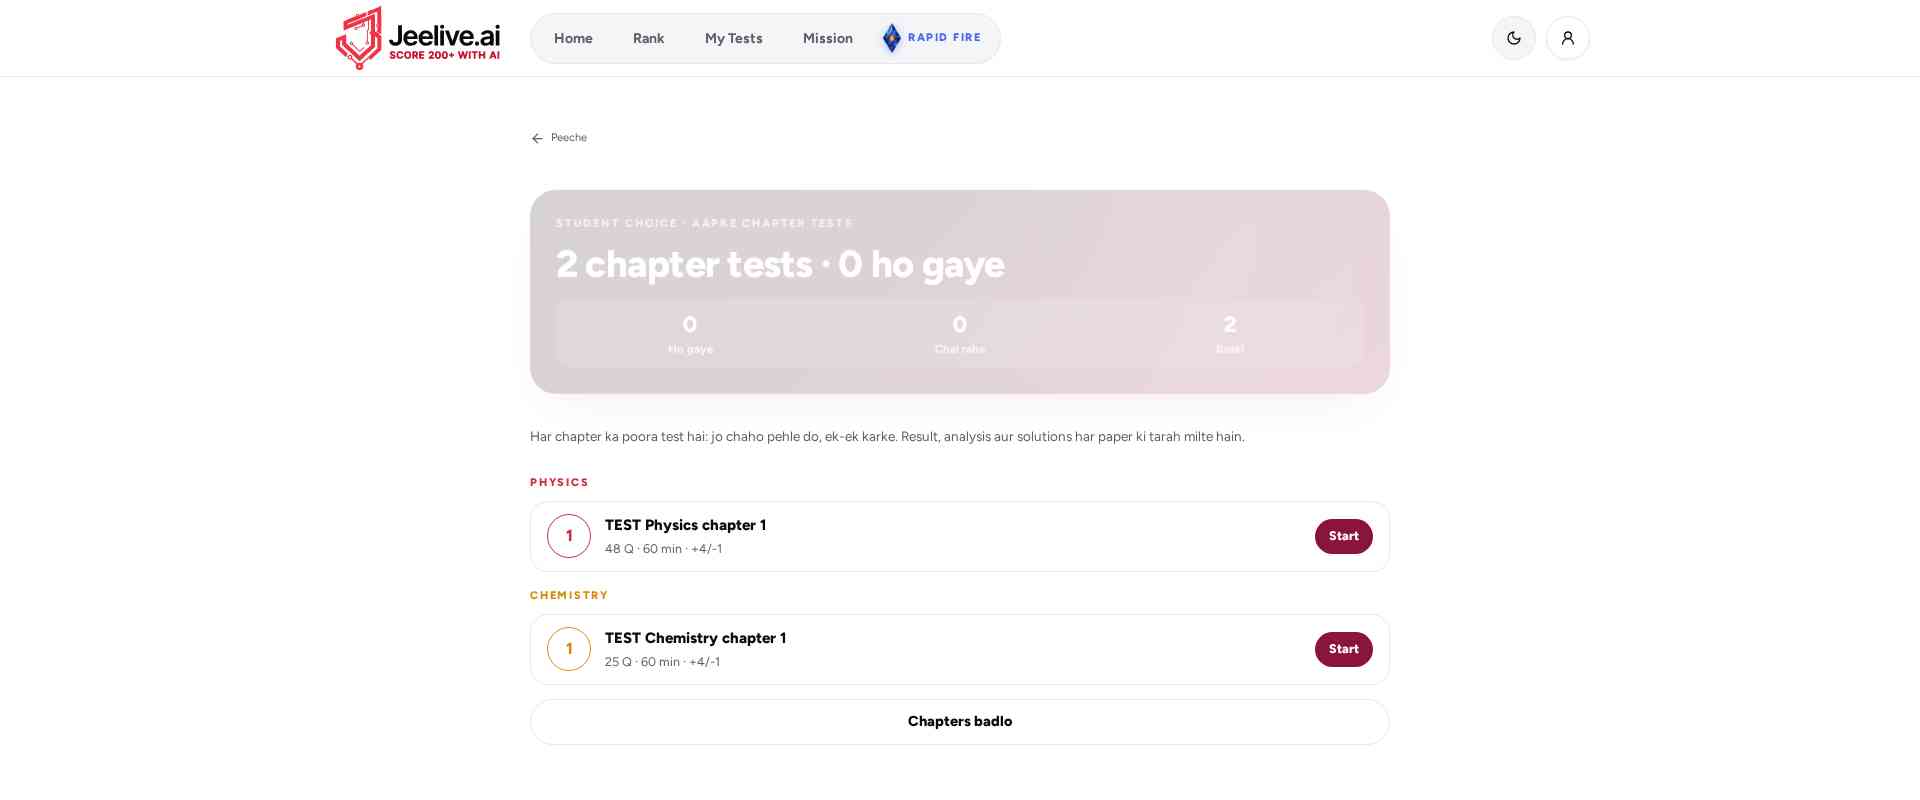 Jeelive.ai
SCORE 200+ WITH AI
Home
Rank
My Tests
Mission
RAPID FIRE
Peeche
STUDENT CHOICE · AAPKE CHAPTER TESTS
2 chapter tests · 0 ho gaye
0
Ho gaye
0
Chal raha
2
Baaki
Har chapter ka poora test hai: jo chaho pehle do, ek-ek karke. Result, analysis aur solutions har paper ki tarah milte hain.
PHYSICS
1
TEST Physics chapter 1
48 Q · 60 min · +4/-1
Start
CHEMISTRY
1
TEST Chemistry chapter 1
25 Q · 60 min · +4/-1
Start
Chapters badlo